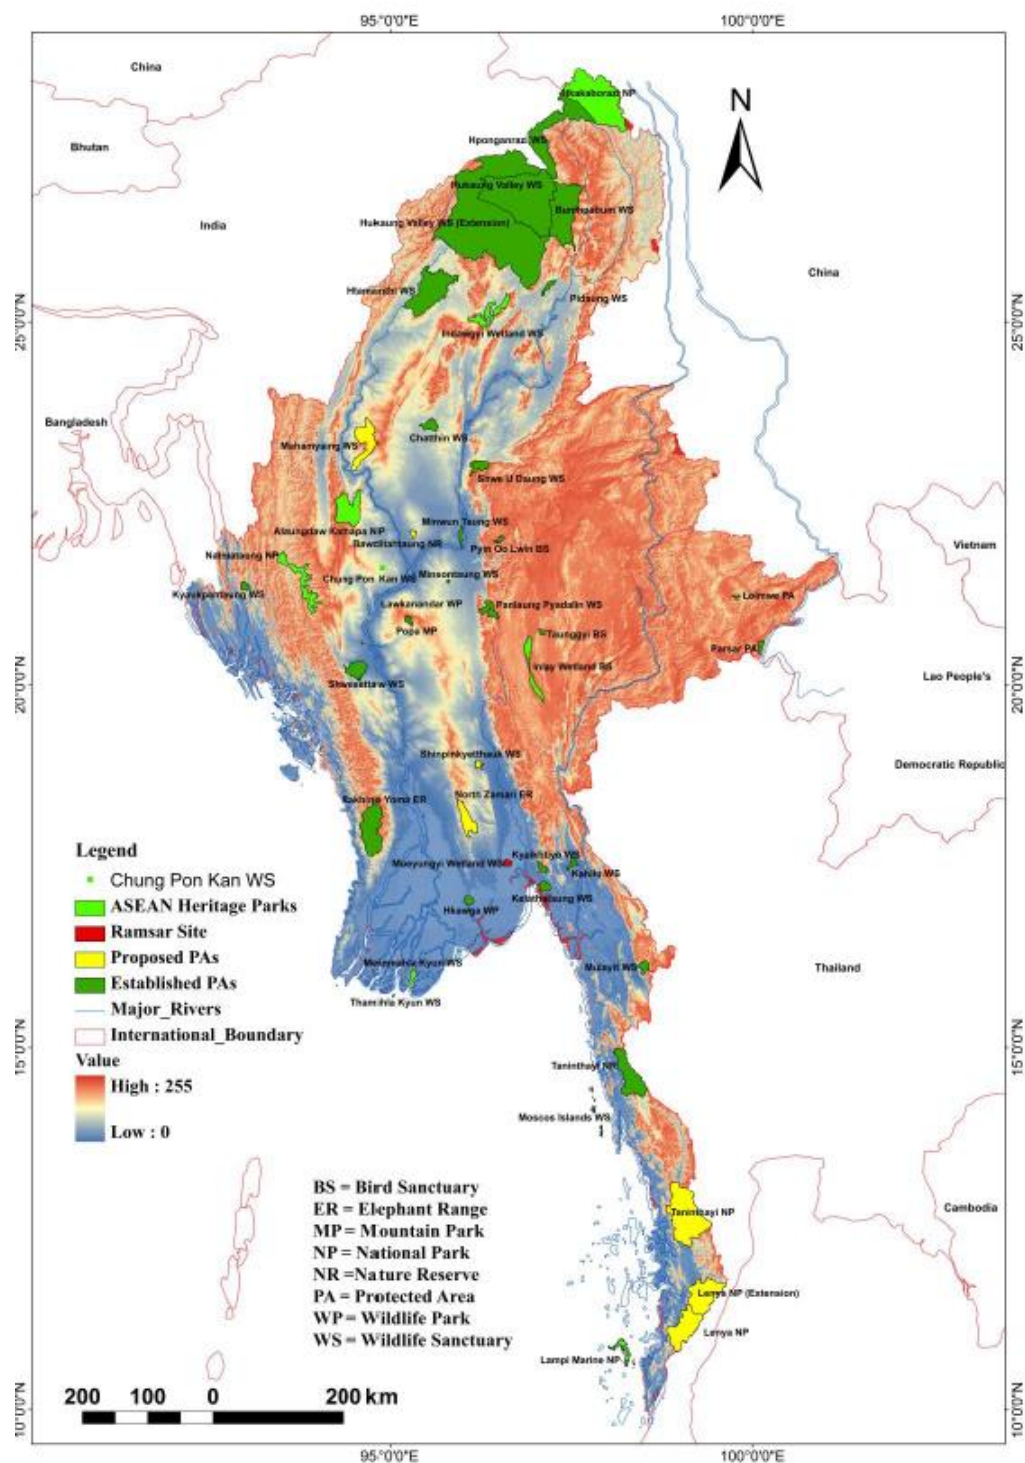 95°0'0"E
100°0'0"E
China
N
Hkakaborazi NP
Hponganrazi WS
Bhutan
Hukaung Valley WS
Bumhpabum WS
India
Hukaung Valley WS (Extension)
China
Htamanthi WS
Pidaung WS
25°0'0"N
25°0'0"N
Indawgyi Wetland WS
Bangladesh
Chatthin WS
Mahamyaing WS
Shwe U Daung WS
Minwun Taung WS
Alaungdaw Kathapa NP
Vietnam
Pyin Oo Lwin BS
Natmataung NP
Chung Pon Kan WS
Minsontaung WS
Kyaukpantaung WS
Loimwe PA
Lawkanandar WP
Panlaung Pyadalin WS
Popa MP
Taunggyi BS
Parsar PA
Inlay Wetland BS
Shwesettaw WS
Lao People's
20°0'0"N
20°0'0"N
Shinpinkyetthauk WS
Democratic Republic
Rakhine Yoma ER
North Zamari ER
Legend
Moeyungyi Wetland WS
Kyaikhtiyo WS
Kahilu WS
Chung Pon Kan WS
Kelathataung WS
ASEAN Heritage Parks
Hlawga WP
Ramsar Site
Proposed PAs
Meinmahla Kyun WS
Mulayit WS
Thailand
Established PAs
Thamihla Kyun WS
Major_Rivers
International_Boundary
15°0'0"N
15°0'0"N
Value
Taninthayi NR
High : 255
Moscos Islands WS
Low : 0
BS = Bird Sanctuary
ER = Elephant Range
Taninthayi NP
Cambodia
MP = Mountain Park
NP = National Park
NR =Nature Reserve
Lenya NP (Extension)
PA = Protected Area
WP = Wildlife Park
Lenya NP
WS = Wildlife Sanctuary
Lampi Marine NP
200 100 0 200 km
10°0'0"N
10°0'0"N
95°0'0"E
100°0'0"E